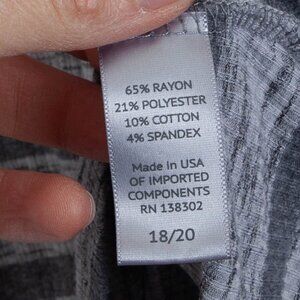 65% RAYON
21% POLYESTER
10% COTTON
4% SPANDEX
Made in USA
OF IMPORTED
COMPONENTS
RN 138302
18/20